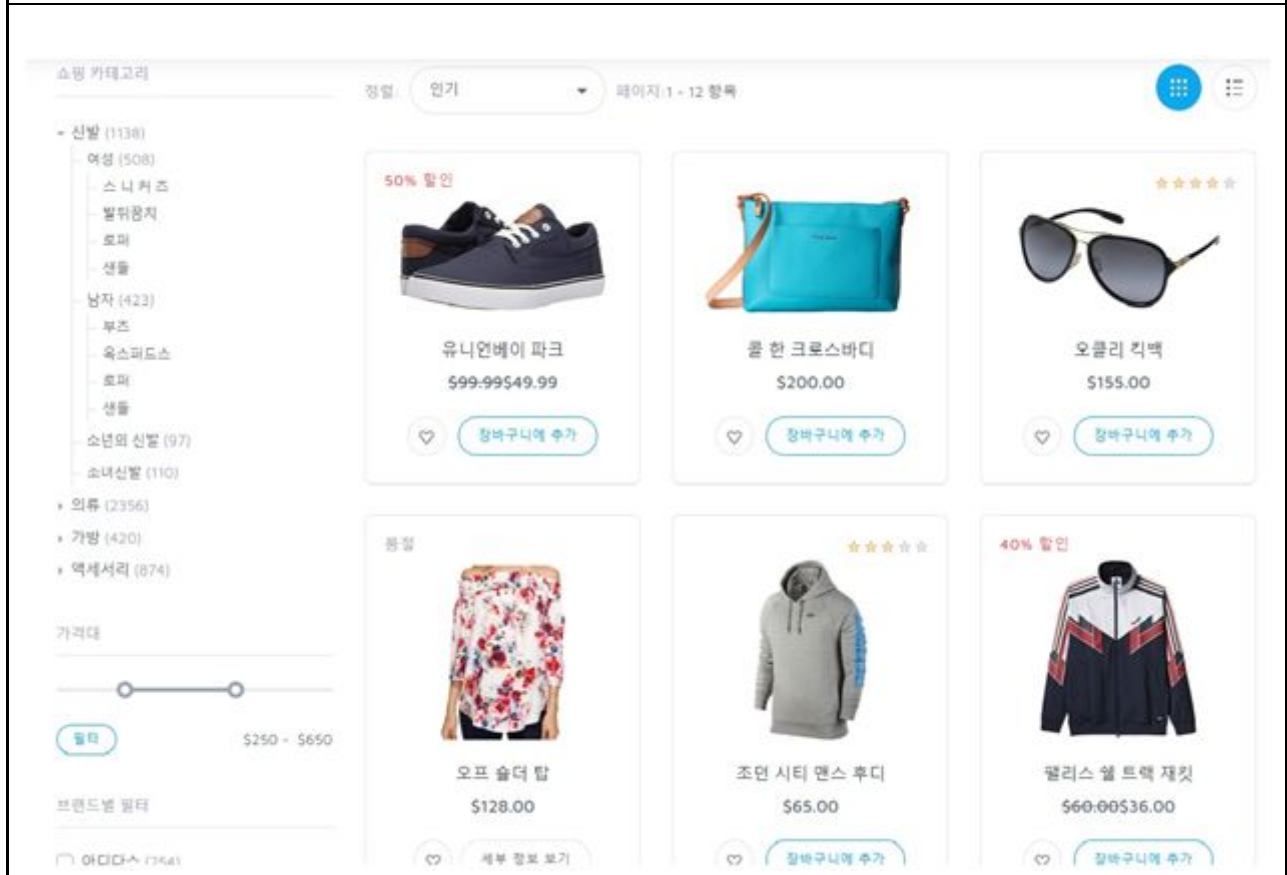 쇼핑 카테고리
신발 (1138)
여성 (508)
스니커즈
발뒤꿈치
로퍼
샌들
남자 (423)
부츠
옥스퍼드스
로퍼
샌들
소년의 신발 (97)
소녀신발 (110)
의류 (2356)
가방 (420)
액세서리 (874)
가격대
필터
$250 - $650
브랜드별 필터
아디다스 (254)
정렬:
인기
페이지:1 - 12 항목
50% 할인
유니언베이 파크
$99.99$49.99
장바구니에 추가
콜 한 크로스바디
$200.00
장바구니에 추가
오클리 킥백
$155.00
장바구니에 추가
품절
오프 숄더 탑
$128.00
세부 정보 보기
조던 시티 맨스 후디
$65.00
장바구니에 추가
40% 할인
팰리스 쉘 트랙 재킷
$60.00$36.00
장바구니에 추가